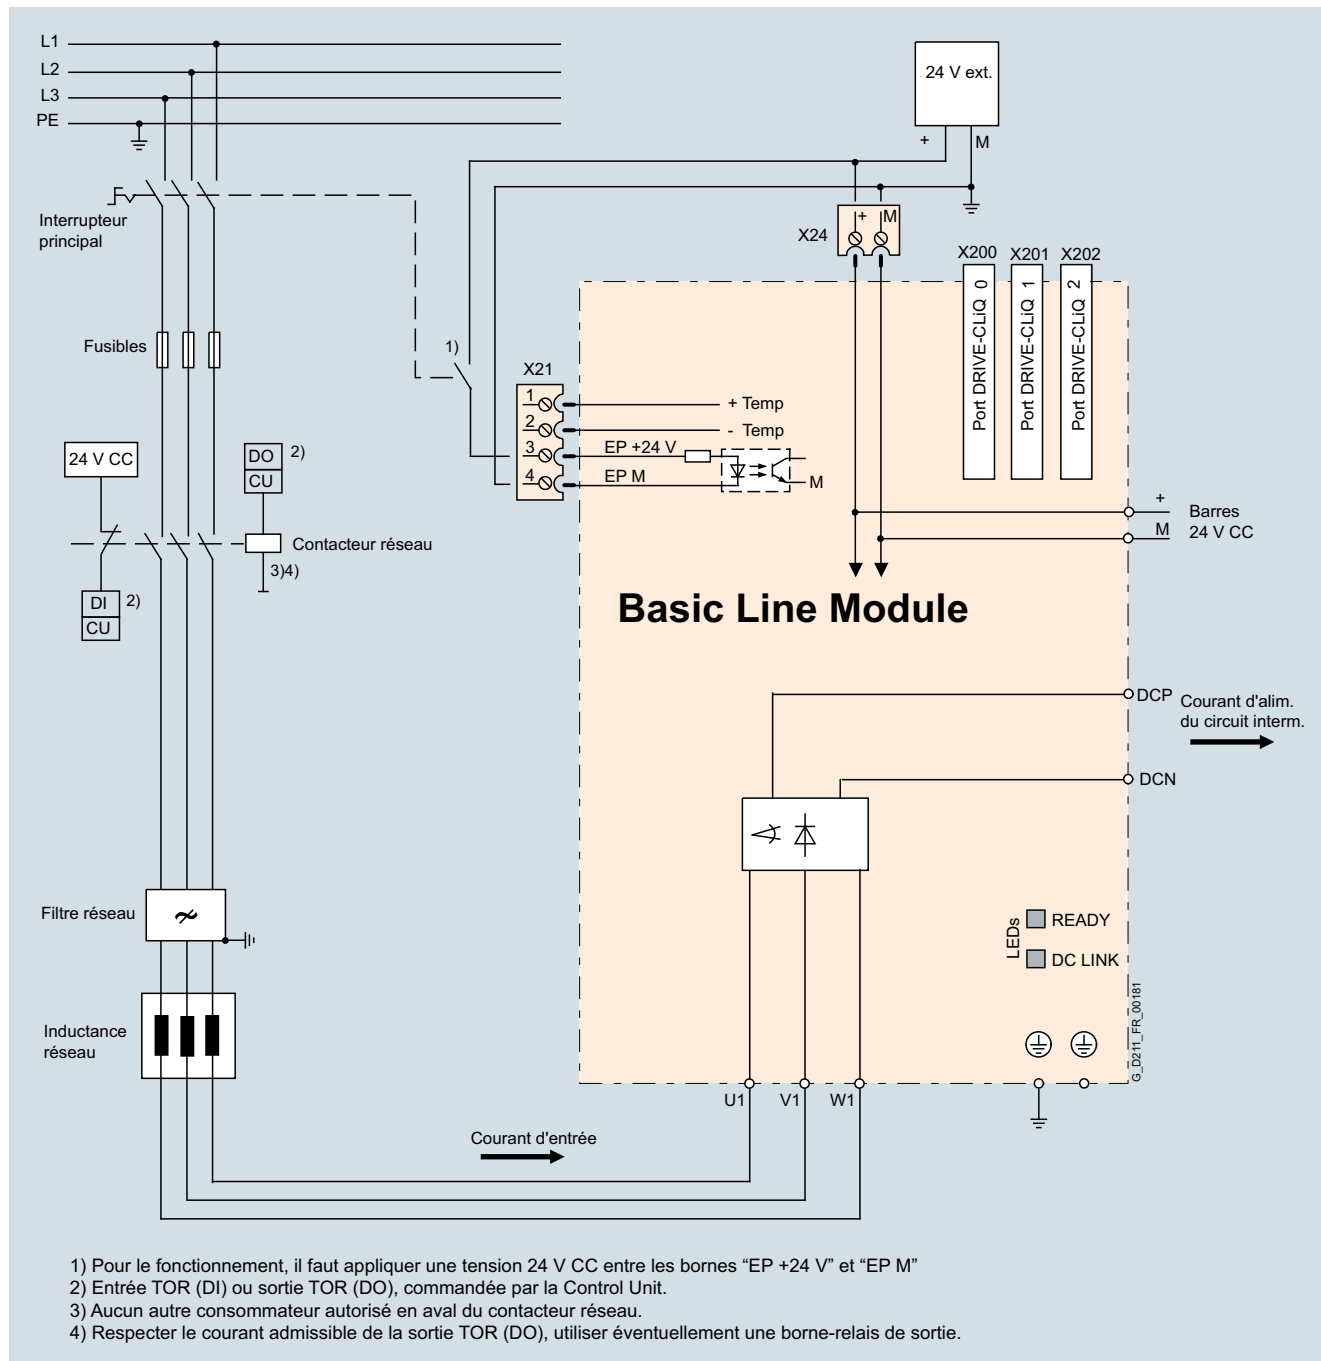 L1
L2
L3
PE
24 V ext.
+
M
Interrupteur
principal
X24
+
M
X200
X201
X202
Port DRIVE-CLiQ 0
Port DRIVE-CLiQ 1
Port DRIVE-CLiQ 2
Fusibles
1)
X21
1
2
3
4
+ Temp
- Temp
EP +24 V
EP M
M
24 V CC
DO
CU
2)
Contacteur réseau
3)4)
DI
CU
2)
+
M
Barres
24 V CC
Basic Line Module
DCP
Courant d'alim.
du circuit interm.
DCN
Filtre réseau
LEDs
READY
DC LINK
Inductance
réseau
G_D211_FR_00181
U1
V1
W1
Courant d'entrée
1) Pour le fonctionnement, il faut appliquer une tension 24 V CC entre les bornes “EP +24 V” et “EP M”
2) Entrée TOR (DI) ou sortie TOR (DO), commandée par la Control Unit.
3) Aucun autre consommateur autorisé en aval du contacteur réseau.
4) Respecter le courant admissible de la sortie TOR (DO), utiliser éventuellement une borne-relais de sortie.